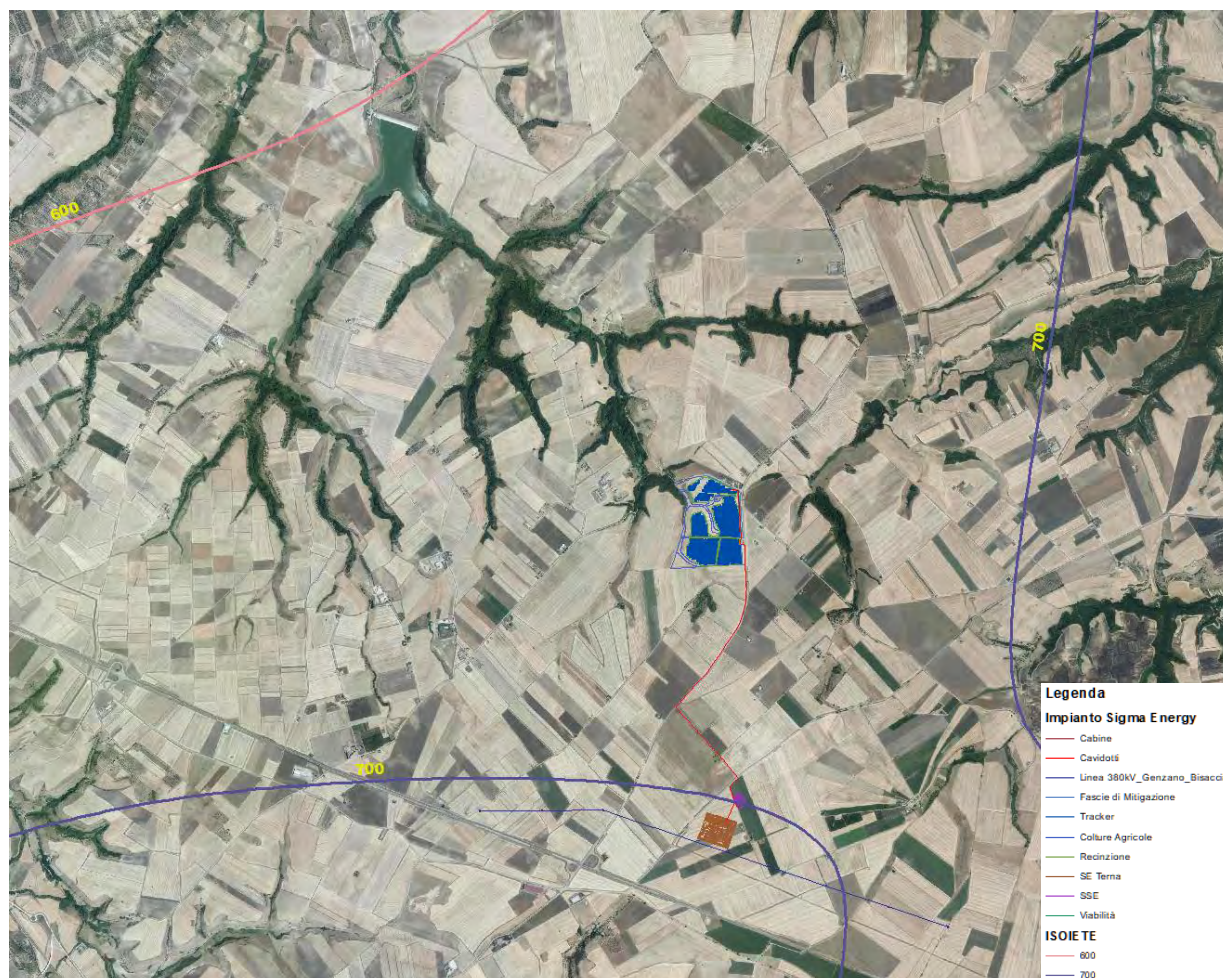 600
700
700
Legenda
Impianto Sigma Energy
Cabine
Cavidotti
Linea 380kV_Genzano_Bisacci
Fascie di Mitigazione
Tracker
Colture Agricole
Recinzione
SE Terna
SSE
Viabilità
ISOIETE
600
700